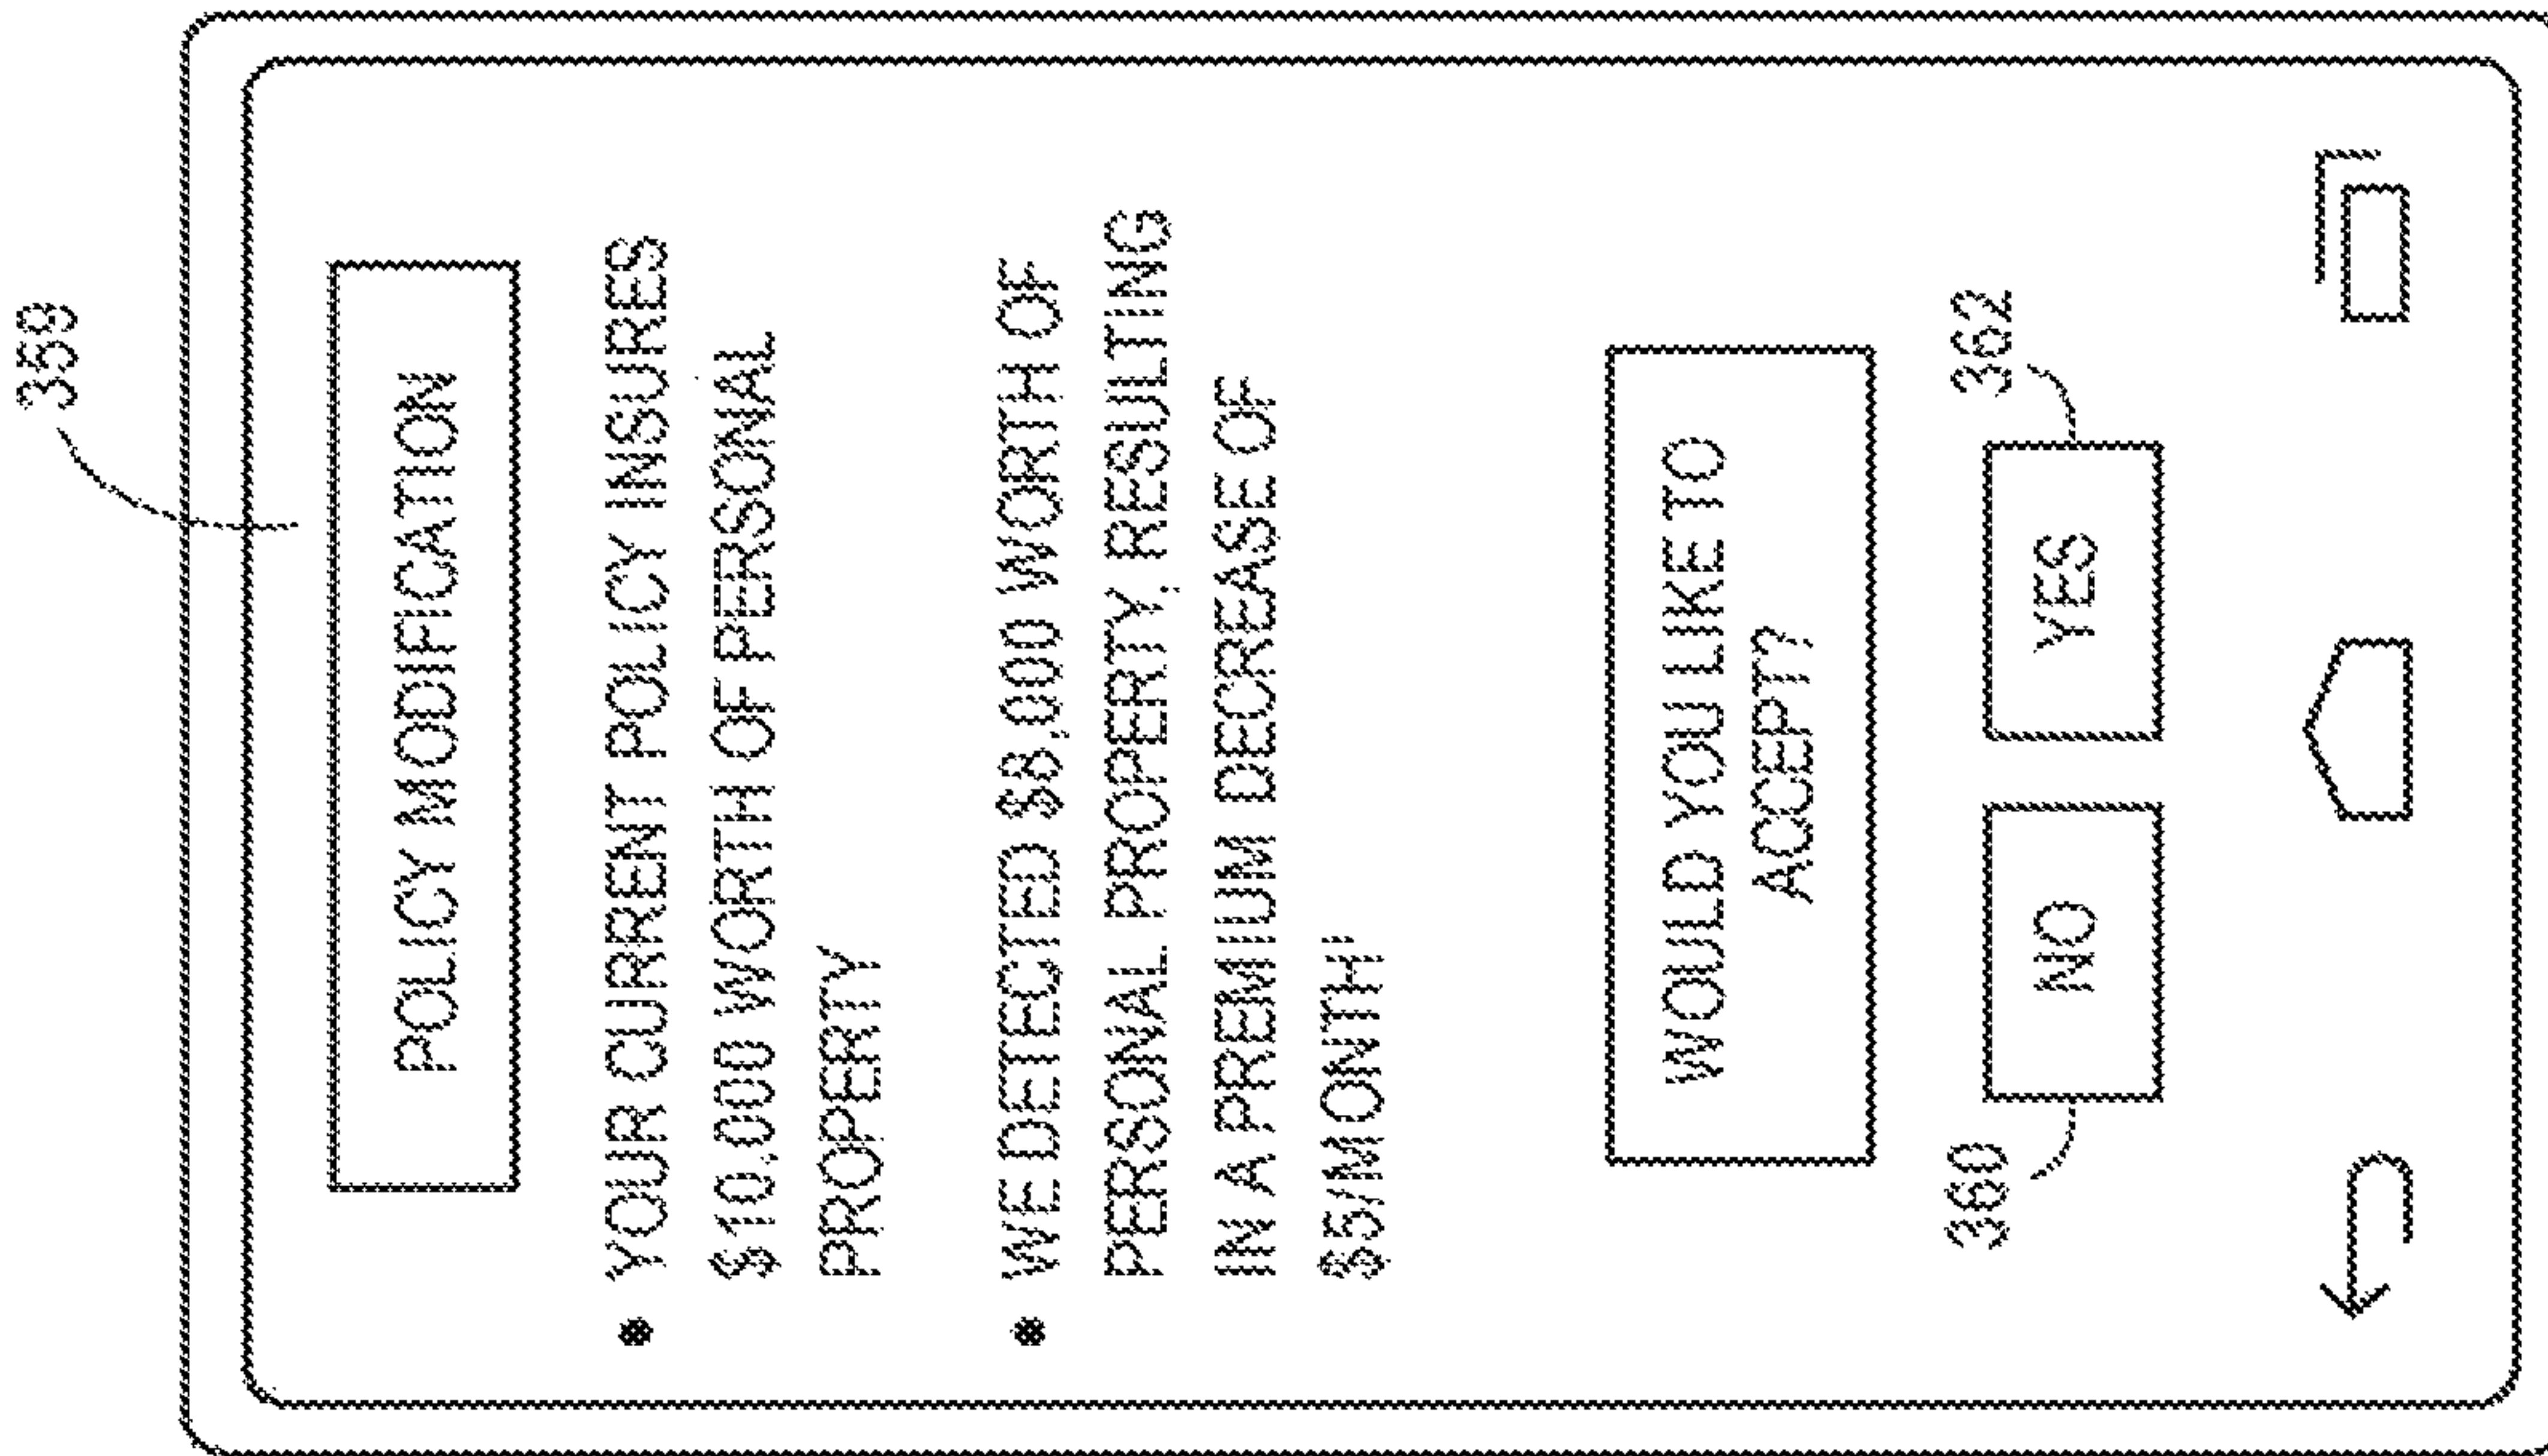 359
POLICY MODIFICATION
• YOUR CURRENT POLICY INSURES
$10,000 WORTH OF PERSONAL
PROPERTY
• WE DETECTED $8,000 WORTH OF
PERSONAL PROPERTY, RESULTING
IN A PREMIUM DECREASE OF
$5/MONTH!
WOULD YOU LIKE TO
ACCEPT?
360
NO
YES
362